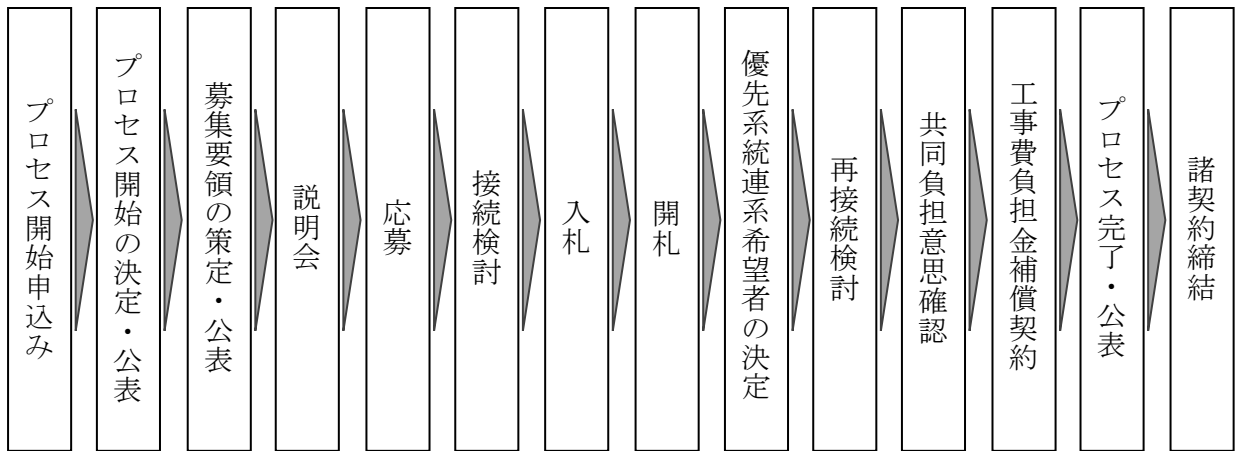 プロセス開始申込み
プロセス開始の決定・公表
募集要領の策定・公表
説明会
応募
接続検討
入札
開札
優先系統連系希望者の決定
再接続検討
共同負担意思確認
工事費負担金補償契約
プロセス完了・公表
諸契約締結